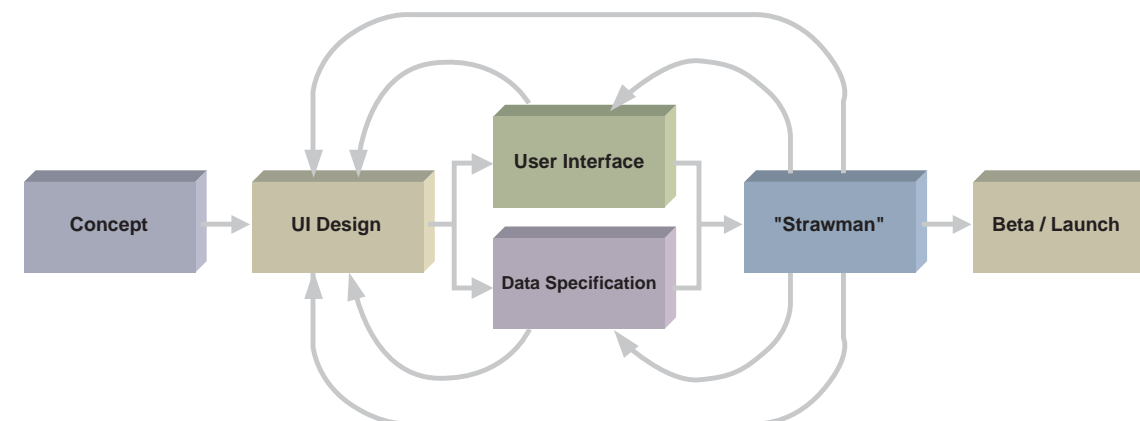 Concept
UI Design
User Interface
Data Specification
"Strawman"
Beta / Launch